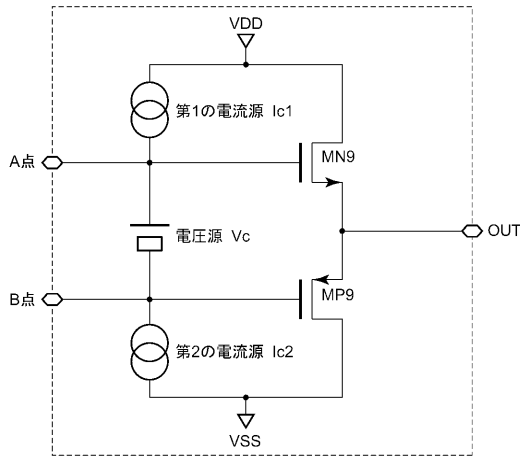 VDD
第1の電流源 Ic1
A点
MN9
電圧源 Vc
OUT
B点
MP9
第2の電流源 Ic2
VSS